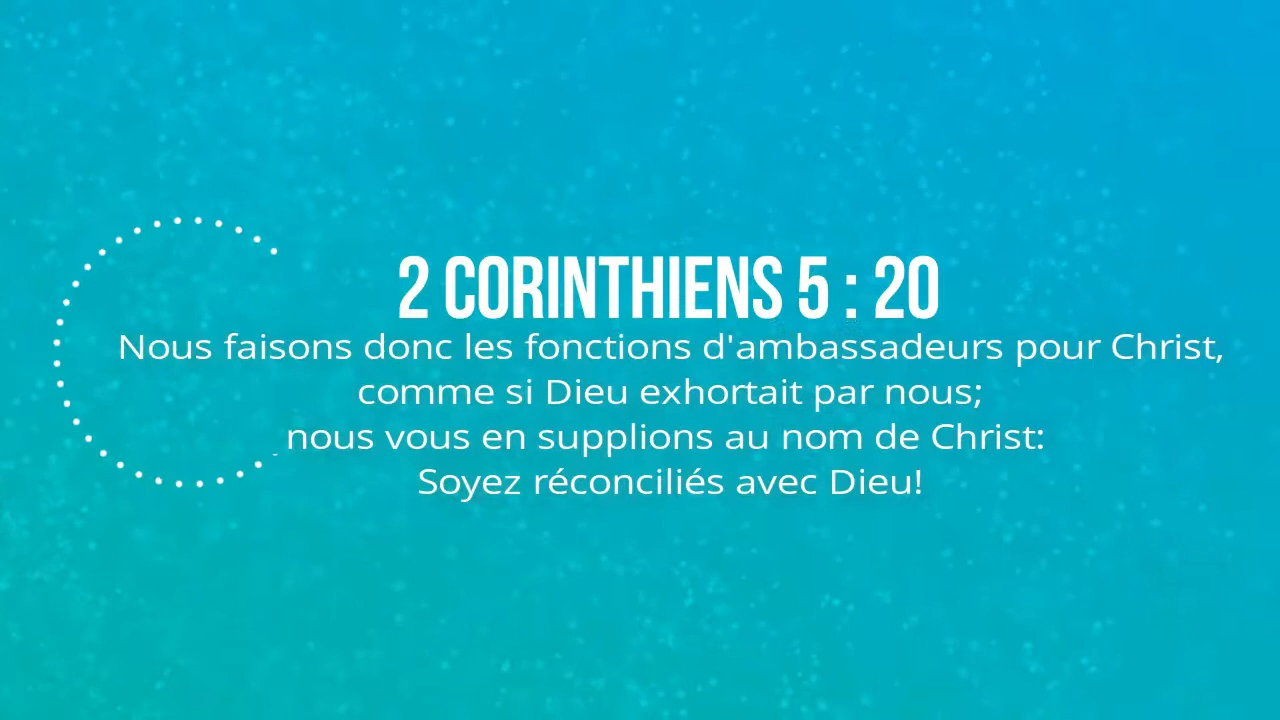 2 CORINTHIENS 5 : 20
Nous faisons donc les fonctions d'ambassadeurs pour Christ,
comme si Dieu exhortait par nous;
nous vous en supplions au nom de Christ:
Soyez réconciliés avec Dieu!